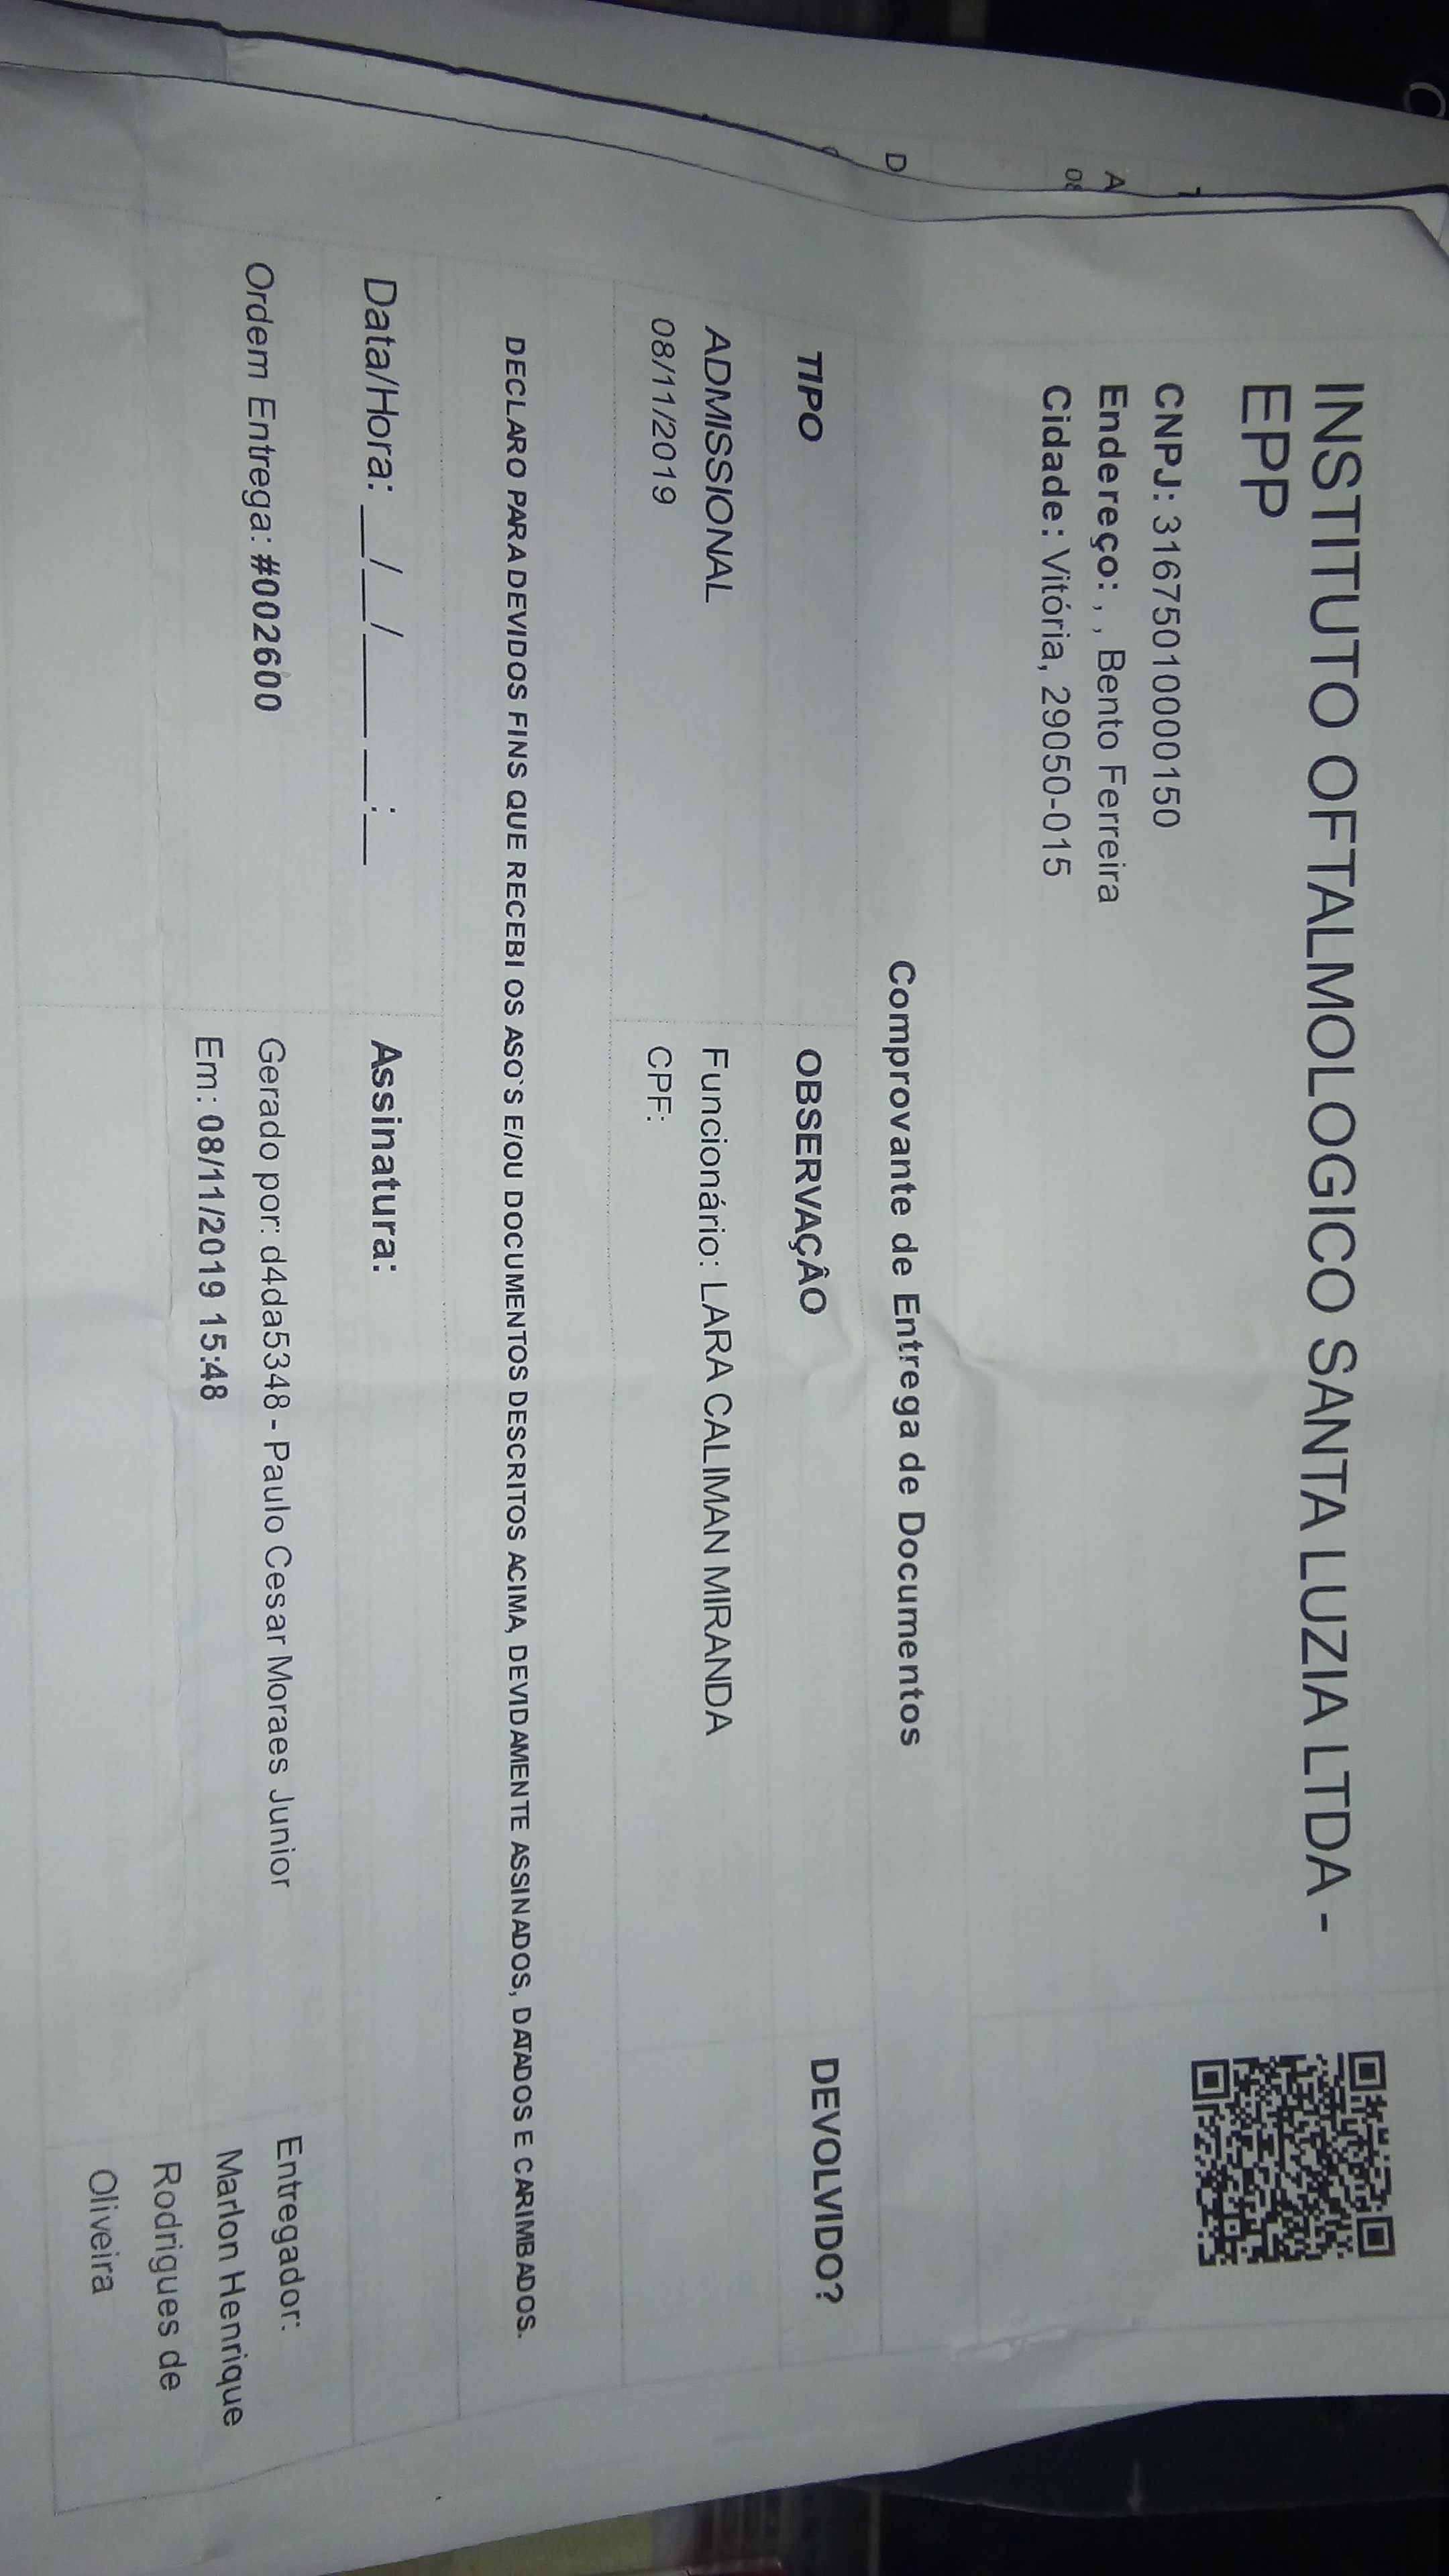 INSTITUTO OFTALMOLOGICO SANTA LUZIA LTDA -
EPP
CNPJ: 31675010000150
Endereço: , , Bento Ferreira
Cidade: Vitória, 29050-015
Comprovante de Entrega de Documentos
TIPO OBSERVAÇÂO DEVOLVIDO?
ADMISSIONAL Funcionário: LARA CALIMAN MIRANDA
08/11/2019 CPF:
DECLARO PARA DEVIDOS FINS QUE RECEBI OS ASO`S E/OU DOCUMENTOS DESCRITOS ACIMA, DEVIDAMENTE ASSINADOS, DATADOS E CARIMBADOS.
Data/Hora: __/__/____ __:__ Assinatura:
Ordem Entrega: #002600 Gerado por: d4da5348 - Paulo Cesar Moraes Junior Entregador:
Em: 08/11/2019 15:48 Marlon Henrique
Rodrigues de
Oliveira
A
08
D